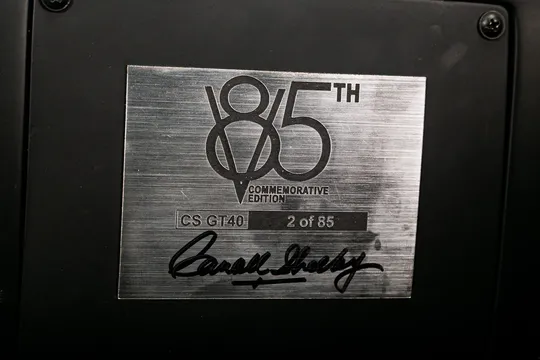 85TH
COMMEMORATIVE
EDITION
CS GT40 2 of 85
Carroll Shelby